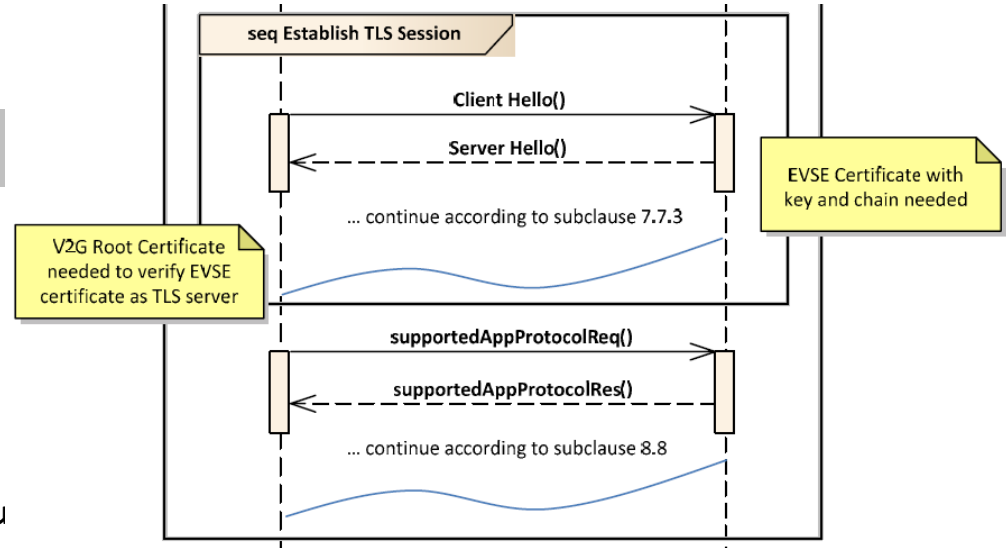 seq Establish TLS Session
Client Hello()
Server Hello()
EVSE Certificate with
key and chain needed
... continue according to subclause 7.7.3
V2G Root Certificate
needed to verify EVSE
certificate as TLS server
supportedAppProtocolReq()
supportedAppProtocolRes()
... continue according to subclause 8.8